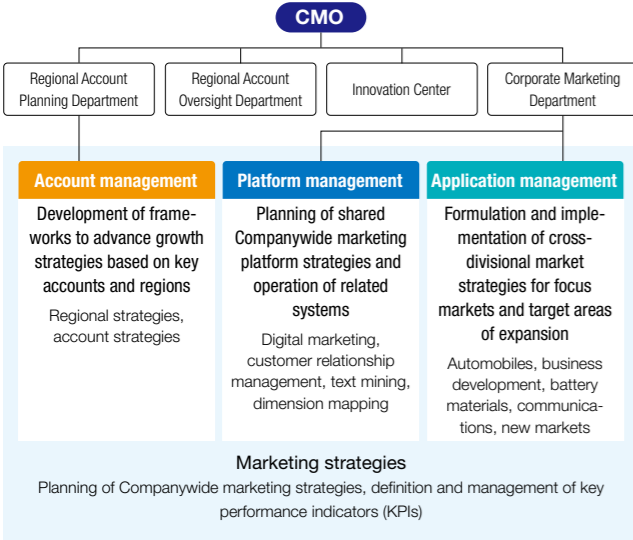 CMO
Regional Account
Planning Department
Regional Account
Oversight Department
Innovation Center
Corporate Marketing
Department
Account management
Development of frame-
works to advance growth
strategies based on key
accounts and regions
Regional strategies,
account strategies
Platform management
Planning of shared
Companywide marketing
platform strategies and
operation of related
systems
Digital marketing,
customer relationship
management, text mining,
dimension mapping
Application management
Formulation and imple-
mentation of cross-
divisional market
strategies for focus
markets and target areas
of expansion
Automobiles, business
development, battery
materials, communica-
tions, new markets
Marketing strategies
Planning of Companywide marketing strategies, definition and management of key
performance indicators (KPIs)